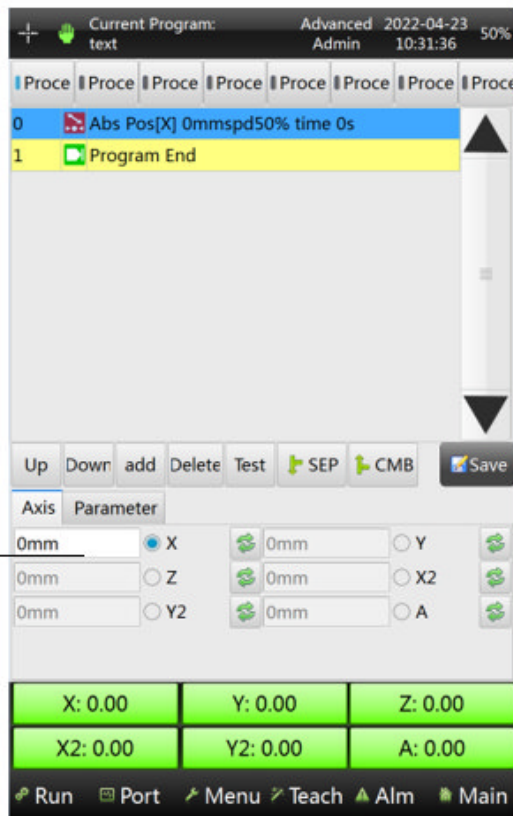 Current Program: Advanced 2022-04-23 50%
text Admin 10:31:36
Proce Proce Proce Proce Proce Proce Proce Proce
0 Abs Pos[X] 0mmspd50% time 0s
1 Program End
Up Down add Delete Test SEP CMB Save
Axis Parameter
0mm X 0mm Y
0mm Z 0mm X2
0mm Y2 0mm A
X: 0.00 Y: 0.00 Z: 0.00
X2: 0.00 Y2: 0.00 A: 0.00
Run Port Menu Teach Alm Main